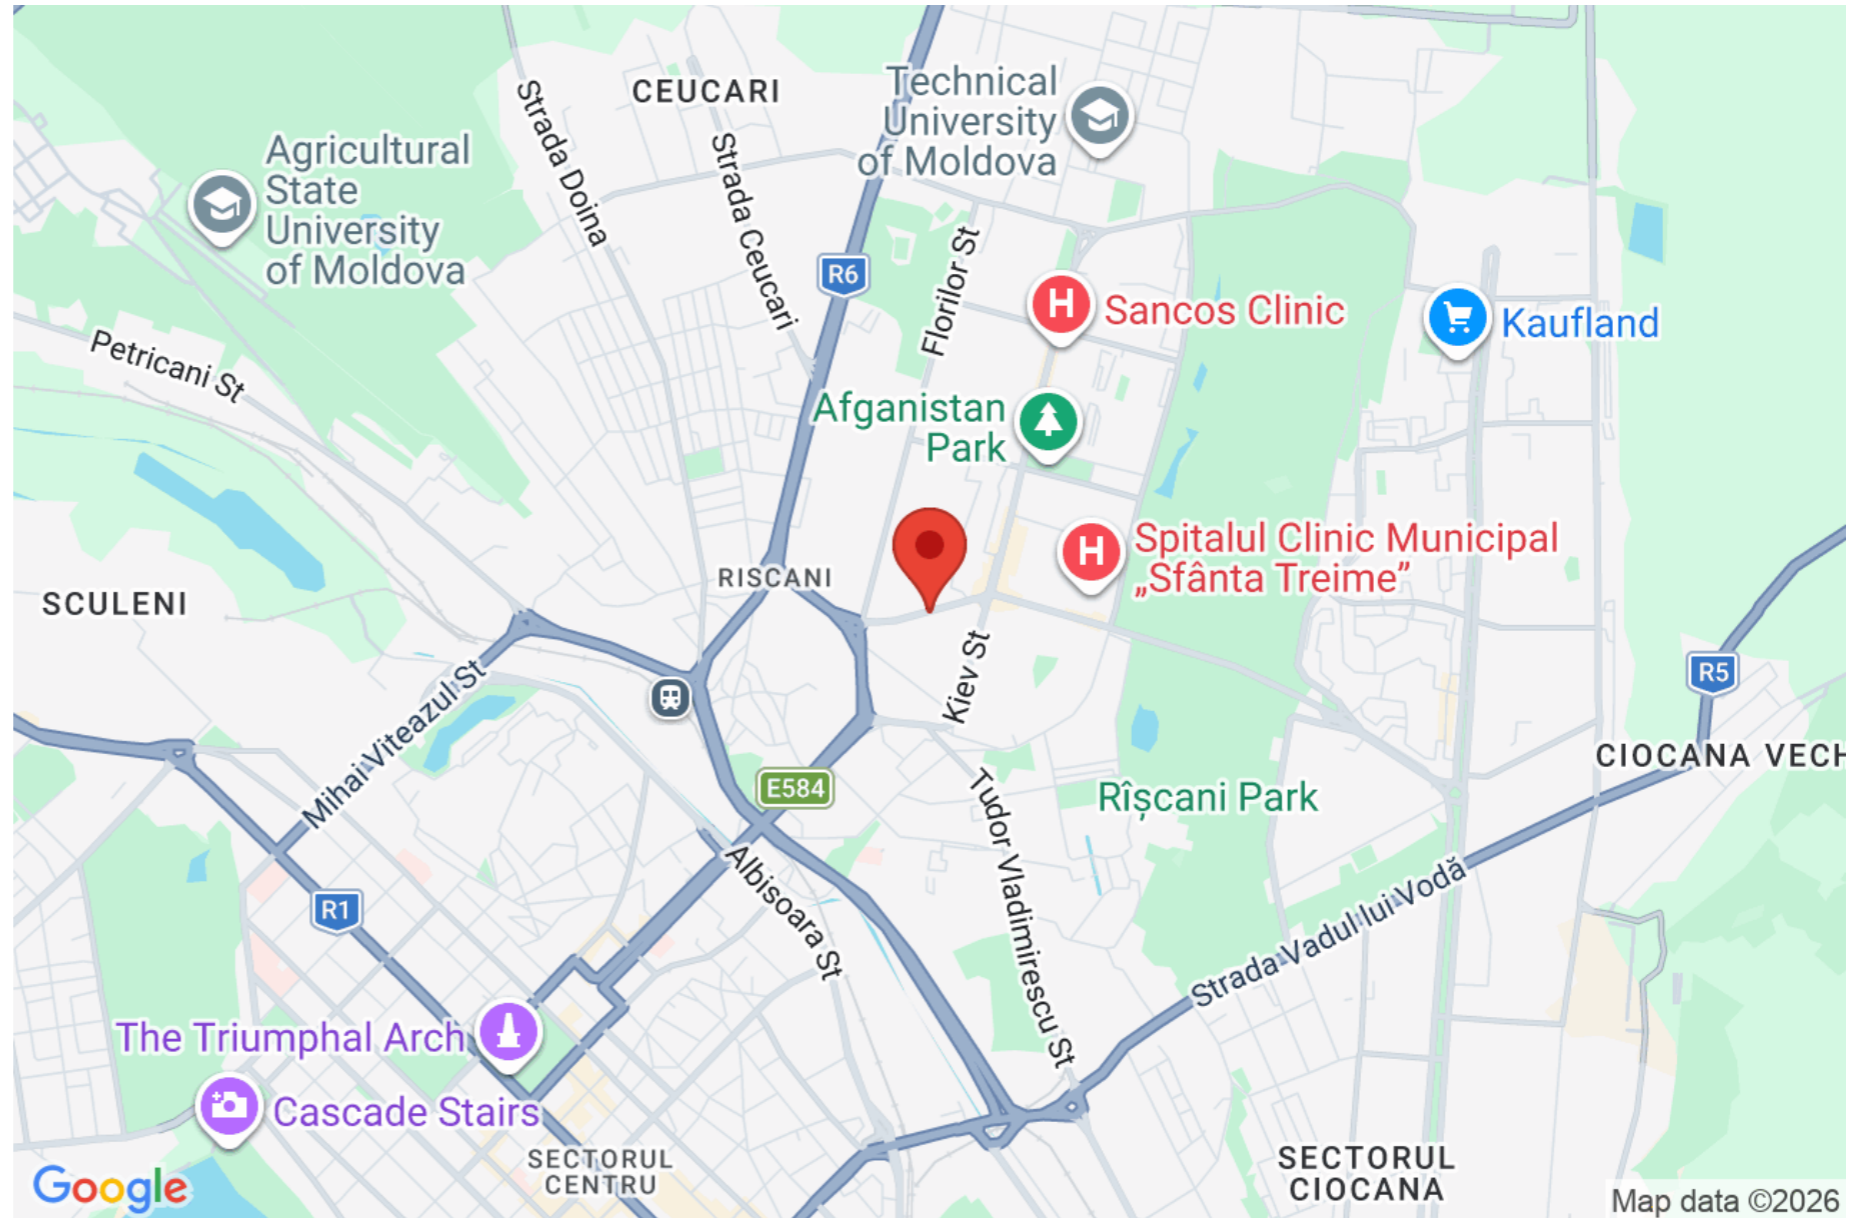 CEUCARI
Technical
University
of Moldova
Strada Doina
Strada Ceucari
Agricultural
State
University
of Moldova
R6
Florilor St
Sancos Clinic
Kaufland
Petricani St
Afganistan
Park
Spitalul Clinic Municipal
„Sfânta Treime”
RISCANI
SCULENI
Kiev St
R5
Mihai Viteazul St
CIOCANA VECH
E584
Rîșcani Park
Tudor Vladimirescu St
Albisoara St
R1
Strada Vadul lui Vodă
The Triumphal Arch
Cascade Stairs
SECTORUL
CENTRU
SECTORUL
CIOCANA
Google
Map data ©2026